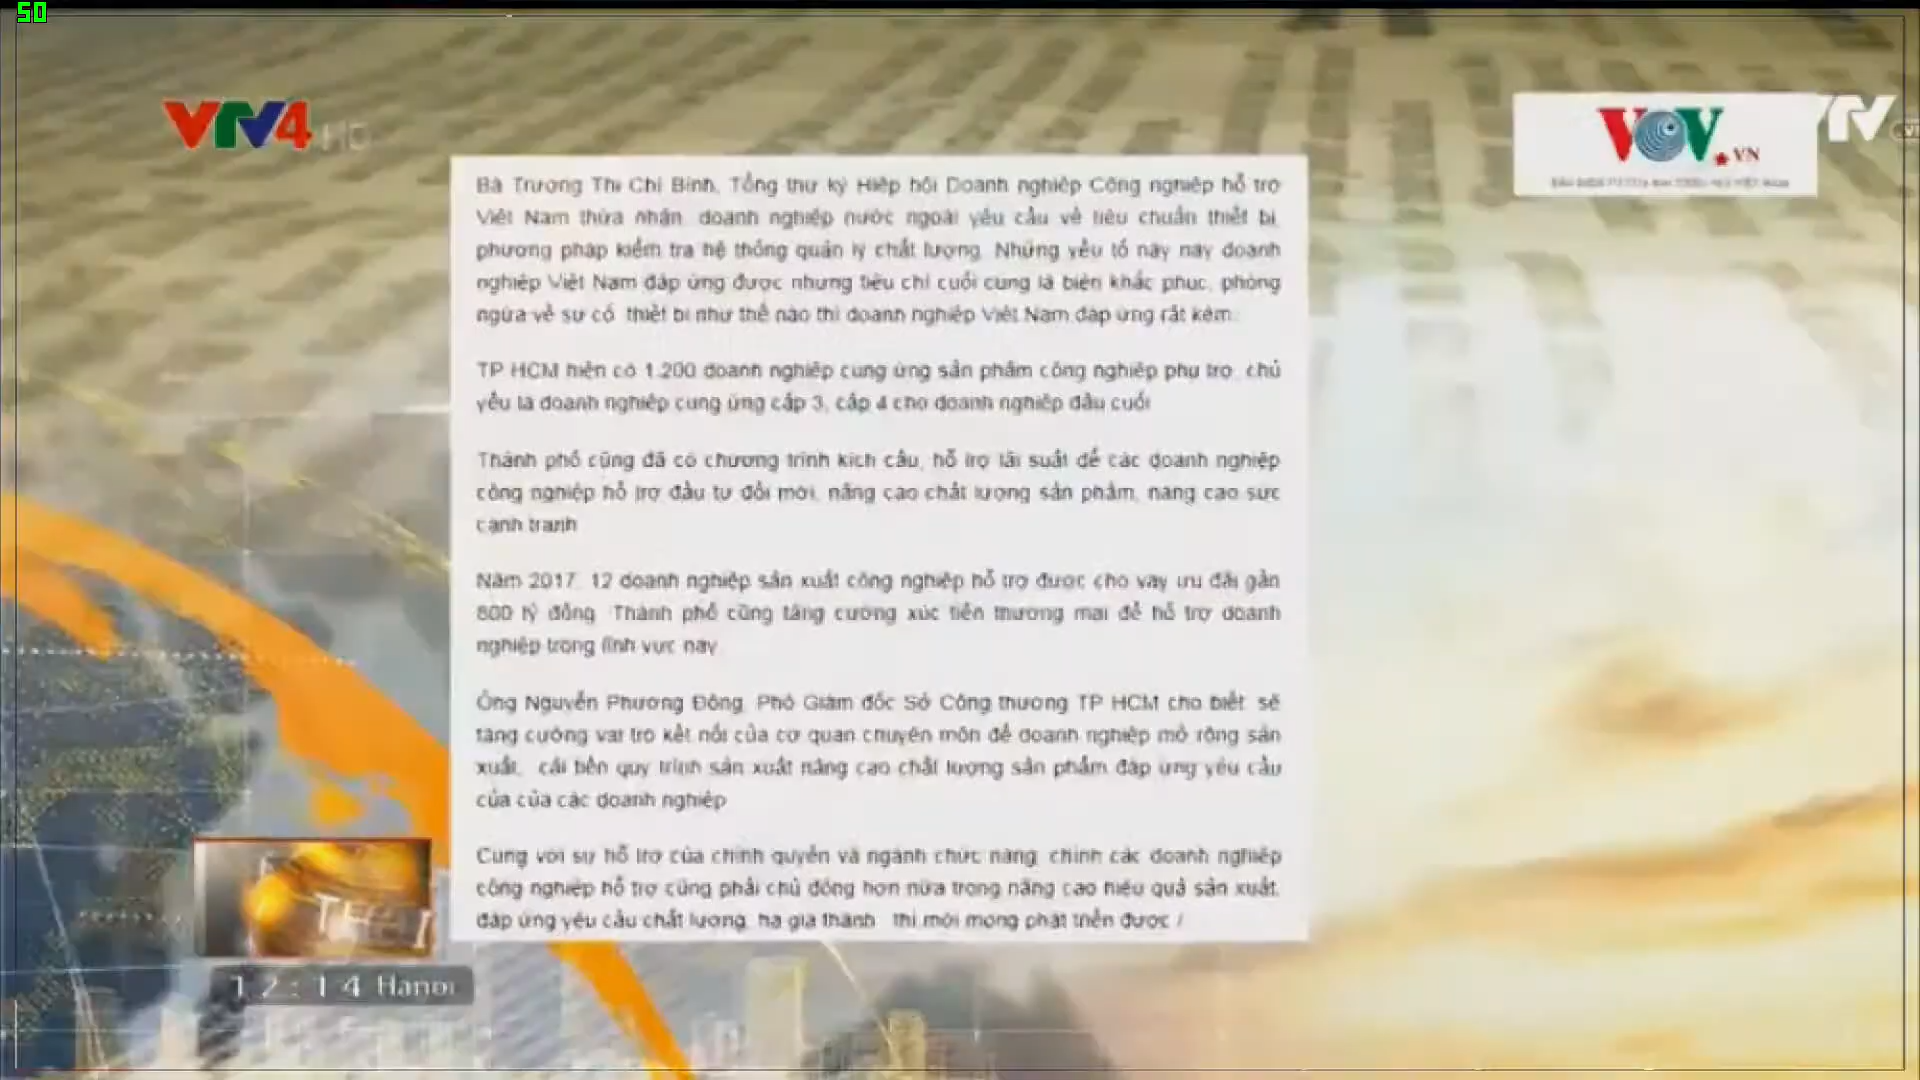 50
VTV4 HD
VOV.VN
TV
Bà Trương Thị Chí Bình, Tổng thư ký Hiệp hội Doanh nghiệp Công nghiệp hỗ trợ
Việt Nam thừa nhận, doanh nghiệp nước ngoài yêu cầu về tiêu chuẩn thiết bị,
phương pháp kiểm tra hệ thống quản lý chất lượng. Những yếu tố này này doanh
nghiệp Việt Nam đáp ứng được nhưng tiêu chí cuối cùng là biện khắc phục, phòng
ngừa về sự cố thiết bị như thế nào thì doanh nghiệp Việt Nam đáp ứng rất kém.
TP HCM hiện có 1.200 doanh nghiệp cung ứng sản phẩm công nghiệp phụ trợ, chủ
yếu là doanh nghiệp cung ứng cấp 3, cấp 4 cho doanh nghiệp đầu cuối.
Thành phố cũng đã có chương trình kích cầu, hỗ trợ lãi suất để các doanh nghiệp
công nghiệp hỗ trợ đầu tư đổi mới, nâng cao chất lượng sản phẩm, nâng cao sức
cạnh tranh.
Năm 2017, 12 doanh nghiệp sản xuất công nghiệp hỗ trợ được cho vay ưu đãi gần
800 tỷ đồng. Thành phố cũng tăng cường xúc tiến thương mại để hỗ trợ doanh
nghiệp trong lĩnh vực này.
Ông Nguyễn Phương Đông, Phó Giám đốc Sở Công thương TP HCM cho biết, sẽ
tăng cường vai trò kết nối của cơ quan chuyên môn để doanh nghiệp mở rộng sản
xuất, cải tiến quy trình sản xuất nâng cao chất lượng sản phẩm đáp ứng yêu cầu
của của các doanh nghiệp.
Cùng với sự hỗ trợ của chính quyền và ngành chức năng, chính các doanh nghiệp
công nghiệp hỗ trợ cũng phải chủ động hơn nữa trong nâng cao hiệu quả sản xuất,
đáp ứng yêu cầu chất lượng, hạ giá thành thì mới mong phát triển được./.
12:14 Hanoi